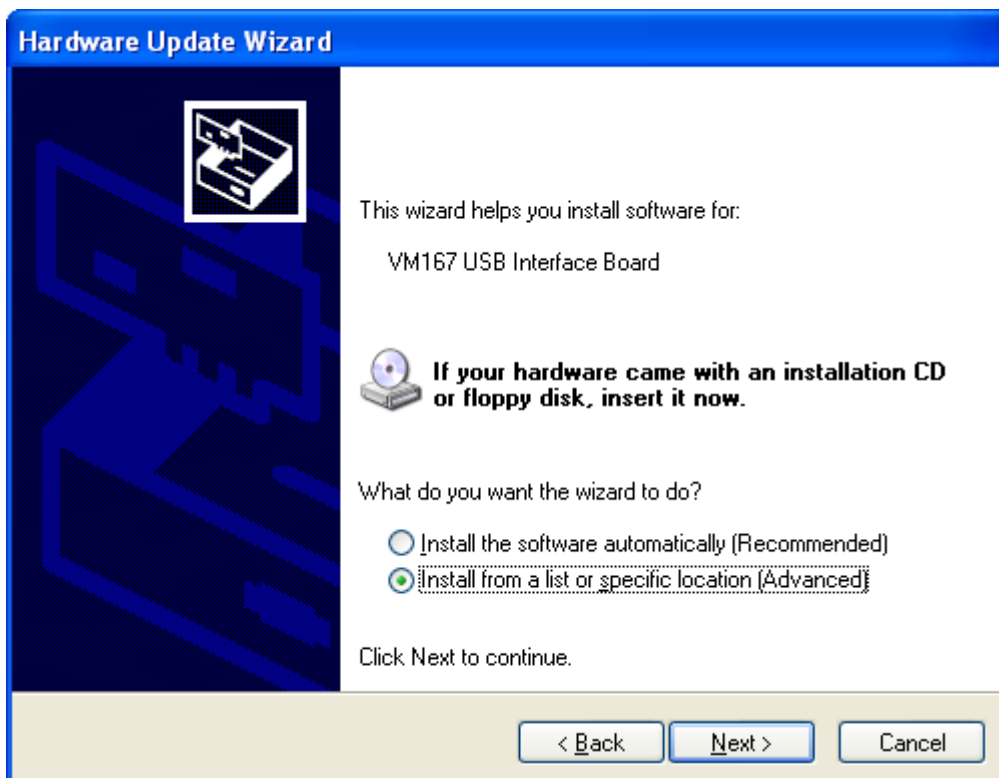 Hardware Update Wizard
This wizard helps you install software for:
VM167 USB Interface Board
If your hardware came with an installation CD
or floppy disk, insert it now.
What do you want the wizard to do?
Install the software automatically (Recommended)
Install from a list or specific location (Advanced)
Click Next to continue.
< Back
Next >
Cancel